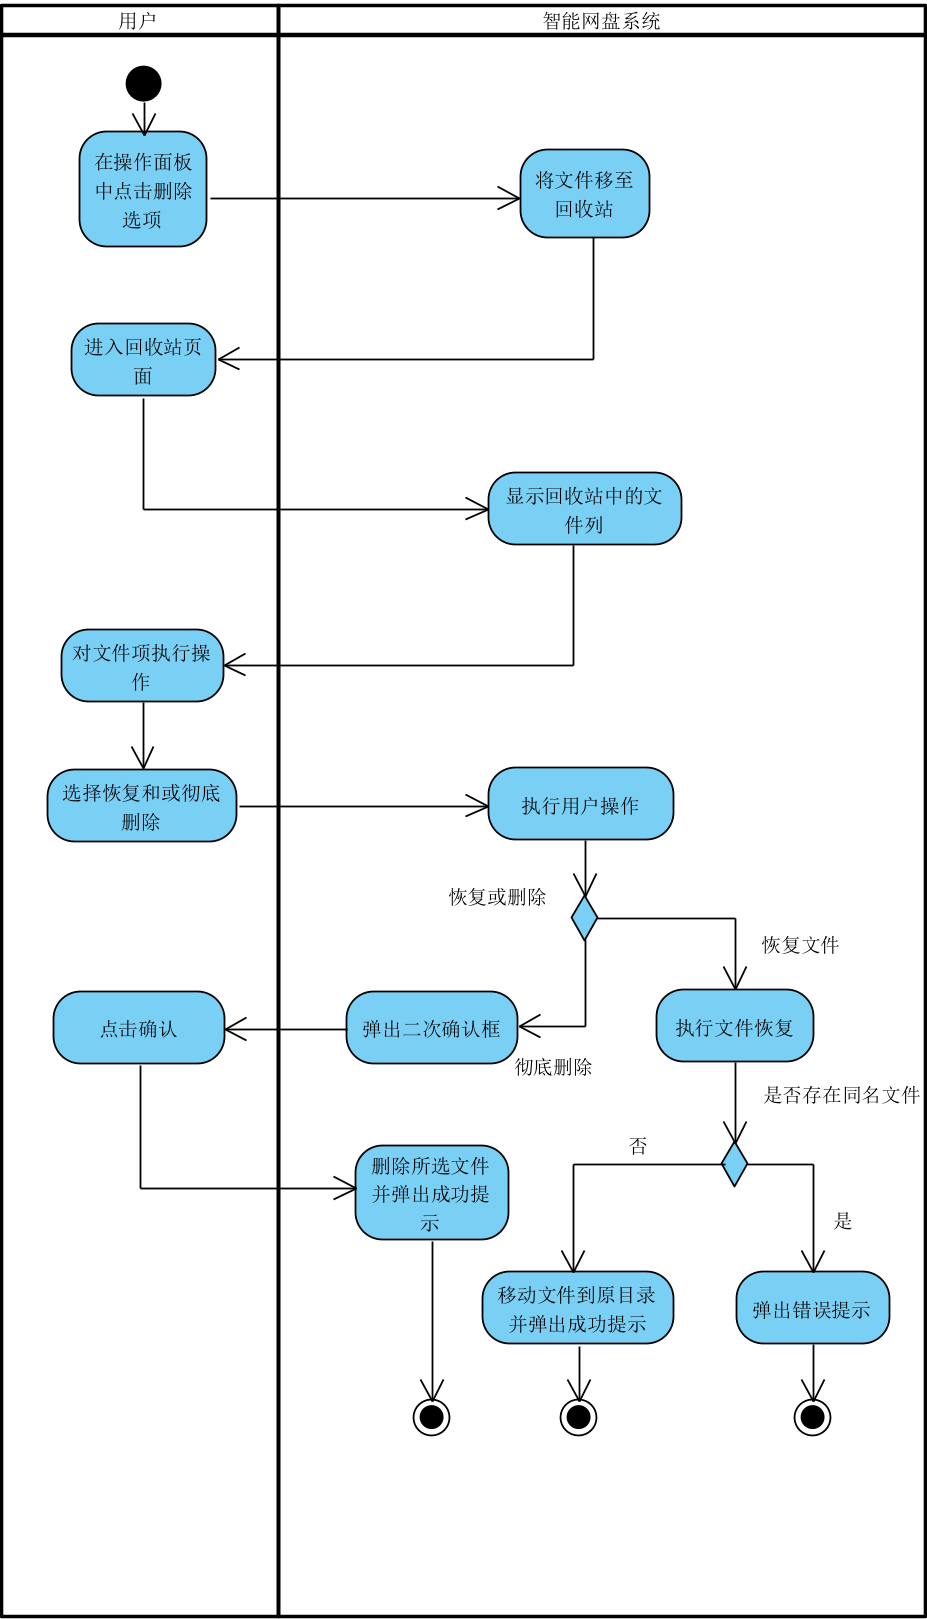 用户
智能网盘系统
在操作面板
中点击删除
选项
将文件移至
回收站
进入回收站页
面
显示回收站中的文
件列
对文件项执行操
作
选择恢复和或彻底
删除
执行用户操作
恢复或删除
恢复文件
点击确认
弹出二次确认框
执行文件恢复
彻底删除
是否存在同名文件
否
删除所选文件
并弹出成功提
示
是
移动文件到原目录
并弹出成功提示
弹出错误提示